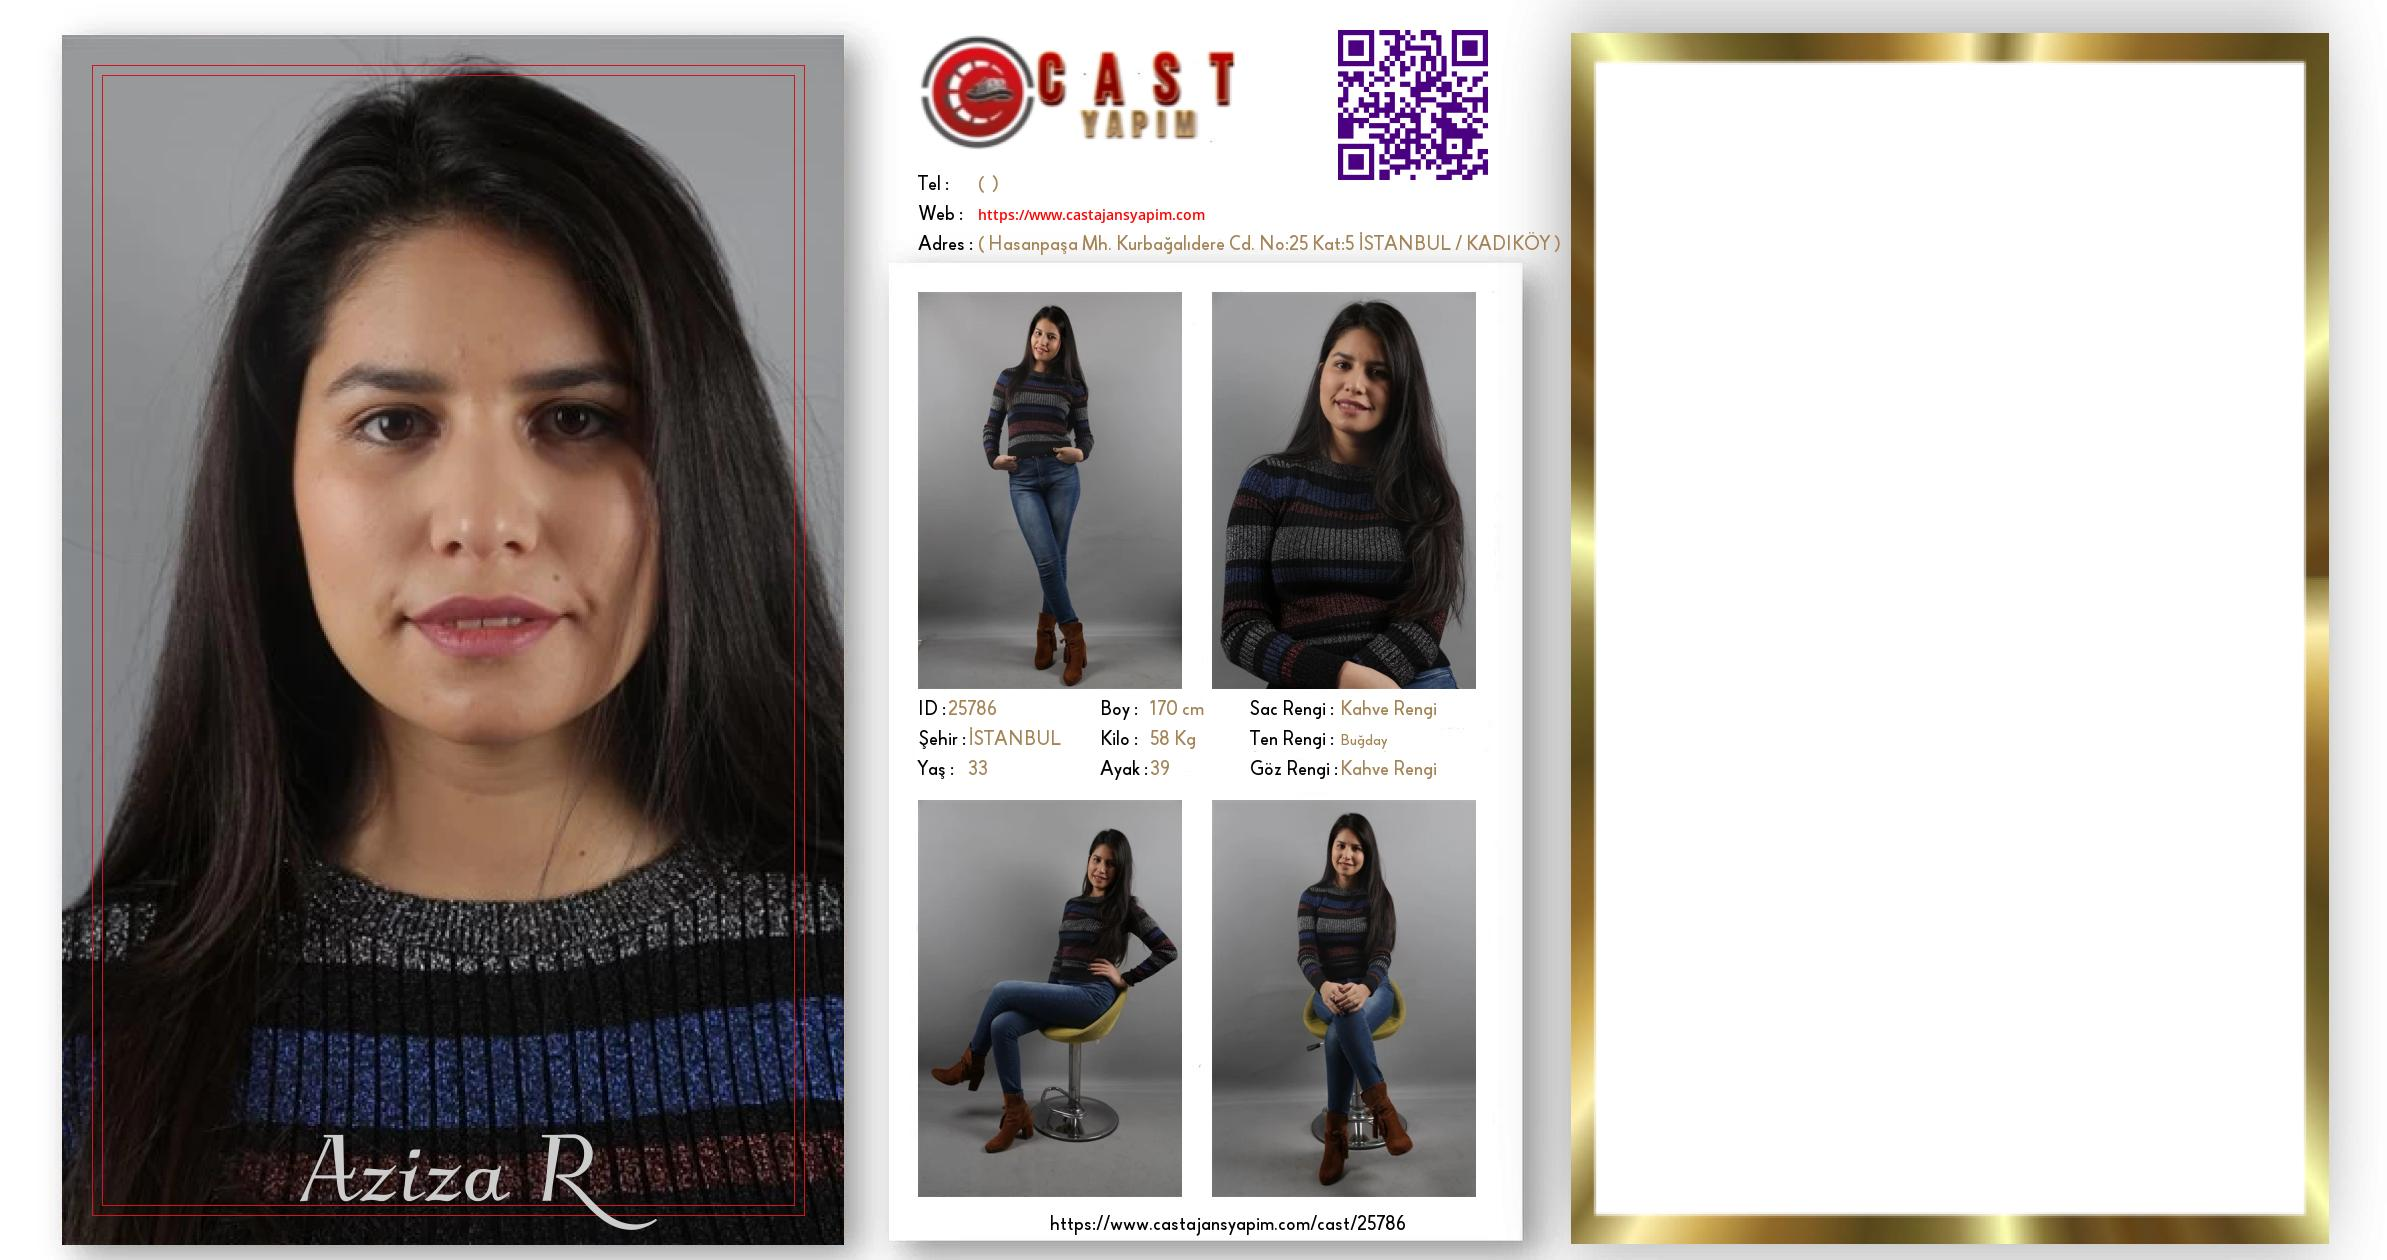 Aziza R
CAST
YAPIM
Tel : ( )
Web : https://www.castajansyapim.com
Adres : ( Hasanpaşa Mh. Kurbağalıdere Cd. No:25 Kat:5 İSTANBUL / KADIKÖY )
ID : 25786 Boy : 170 cm Sac Rengi : Kahve Rengi
Şehir : İSTANBUL Kilo : 58 Kg Ten Rengi : Buğday
Yaş : 33 Ayak : 39 Göz Rengi : Kahve Rengi
https://www.castajansyapim.com/cast/25786